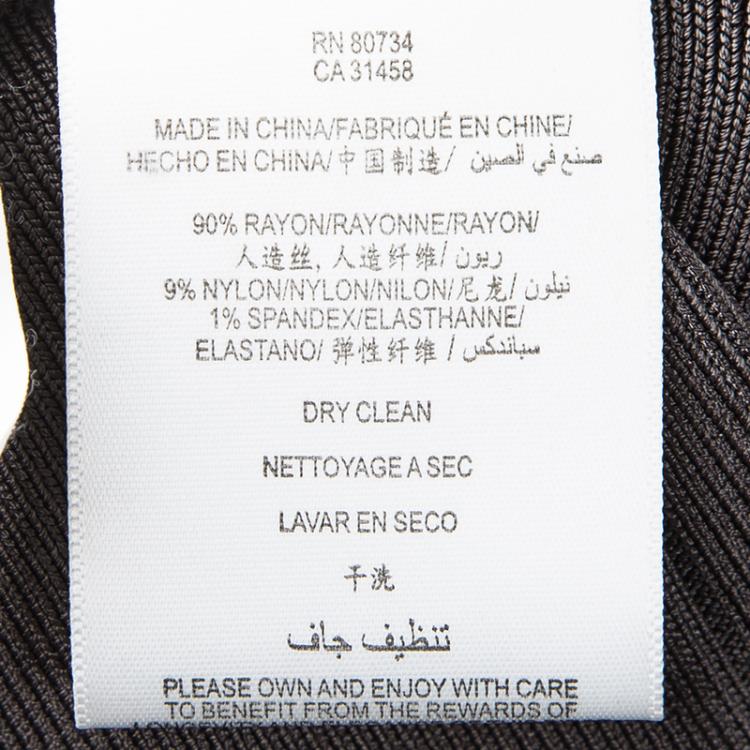 RN 80734
CA 31458
MADE IN CHINA/FABRIQUÉ EN CHINE/
HECHO EN CHINA/中国制造/ صنع في الصين
90% RAYON/RAYONNE/RAYON/
人造丝, 人造纤维/ ريون
9% NYLON/NYLON/NILON/尼龙/ نيلون
1% SPANDEX/ELASTHANNE/
ELASTANO/ 弹性纤维 / سباندكس
DRY CLEAN
NETTOYAGE A SEC
LAVAR EN SECO
干洗
تنظيف جاف
PLEASE OWN AND ENJOY WITH CARE
TO BENEFIT FROM THE REWARDS OF